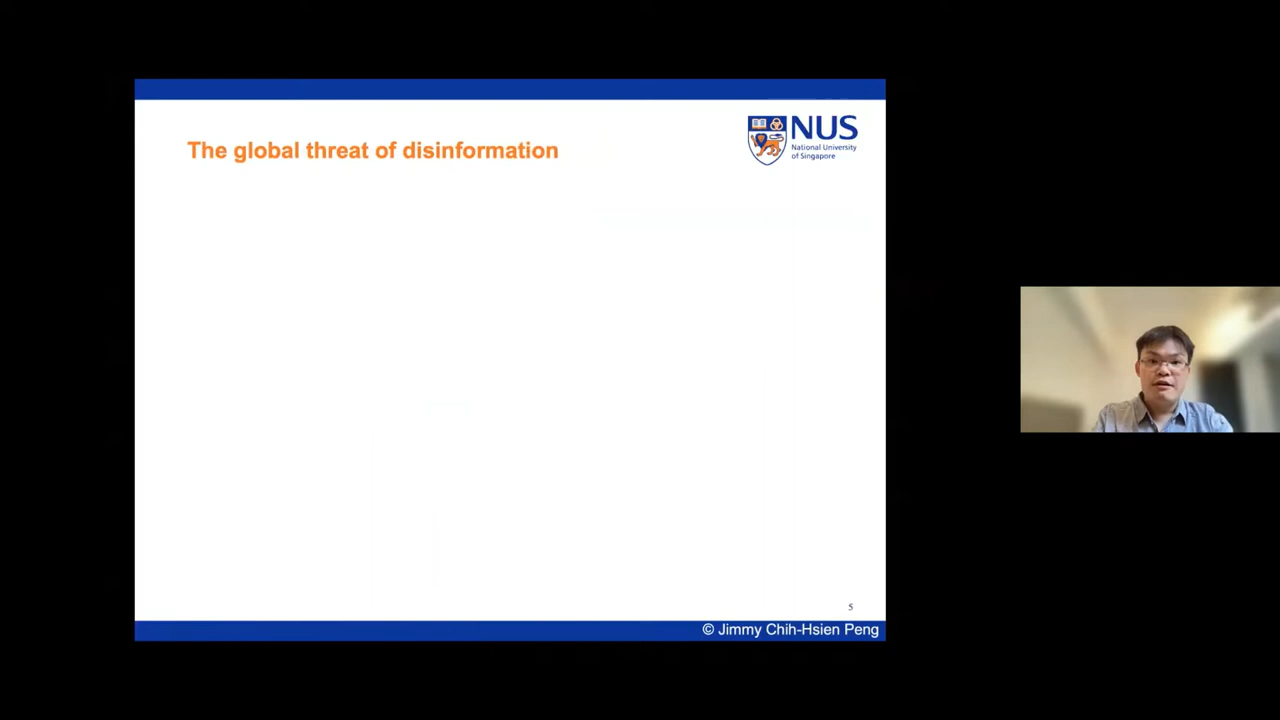 The global threat of disinformation
NUS
National University
of Singapore
5
© Jimmy Chih-Hsien Peng